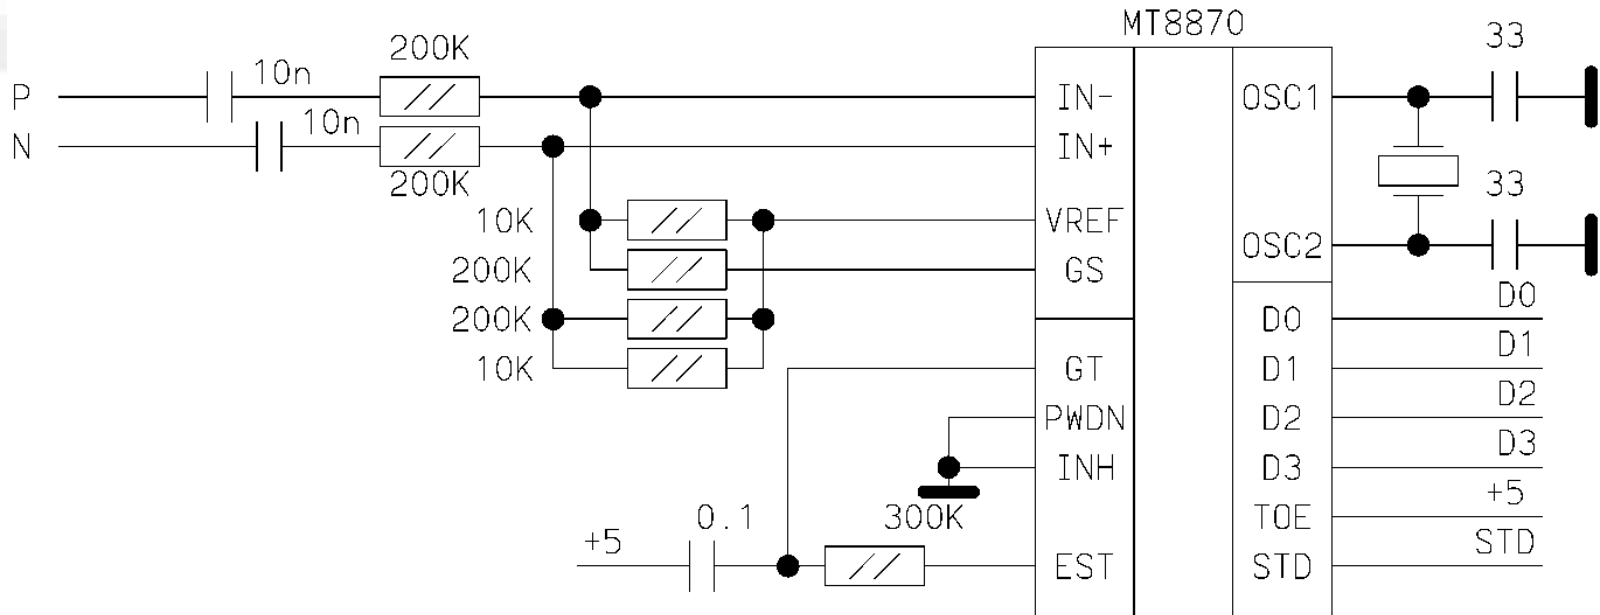 MT8870
200K
33
P
10n
IN-
OSC1
N
10n
IN+
200K
33
10K
VREF
200K
GS
OSC2
D0
200K
D0
D1
10K
GT
D1
D2
PWDN
D2
D3
INH
D3
+5
0.1
300K
TOE
STD
+5
EST
STD